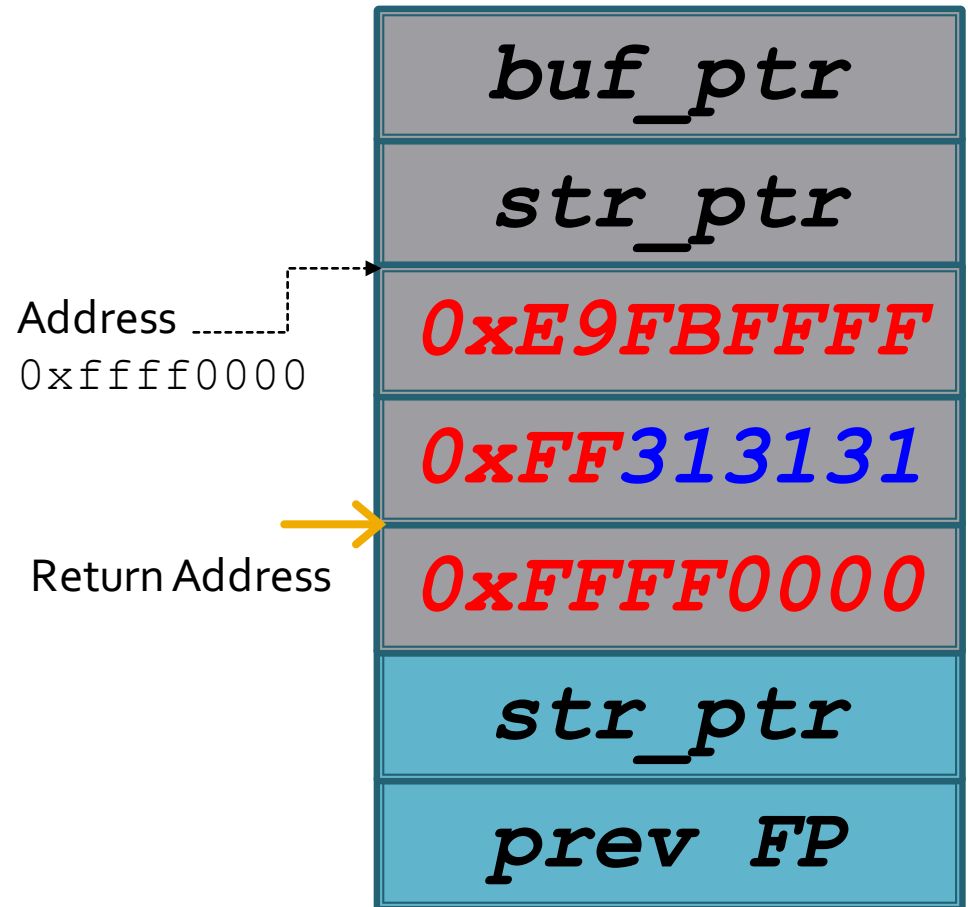 buf_ptr
str_ptr
Address
0xffff0000
0xE9FBFFFF
0xFF313131
Return Address
0xFFFF0000
str_ptr
prev FP